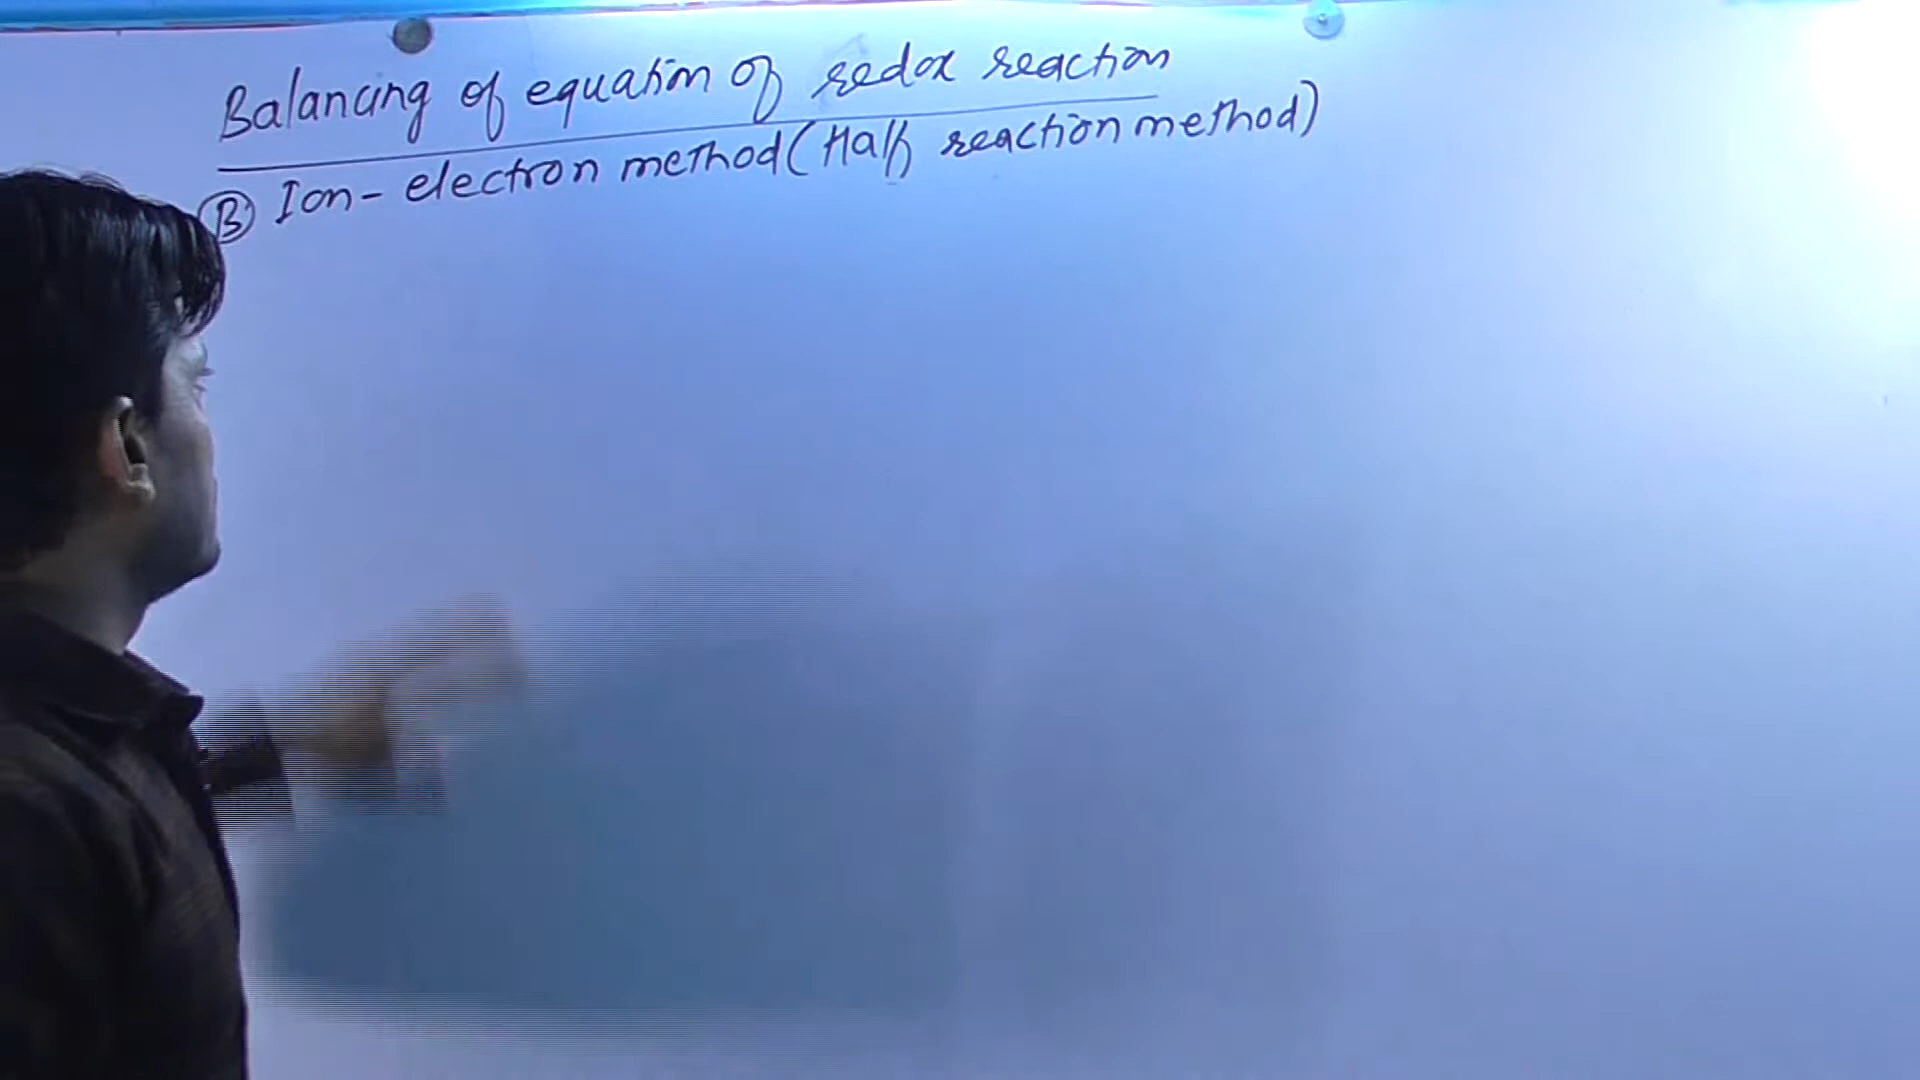 Balancing of equation of redox reaction
Ⓑ Ion-electron method (Half reaction method)